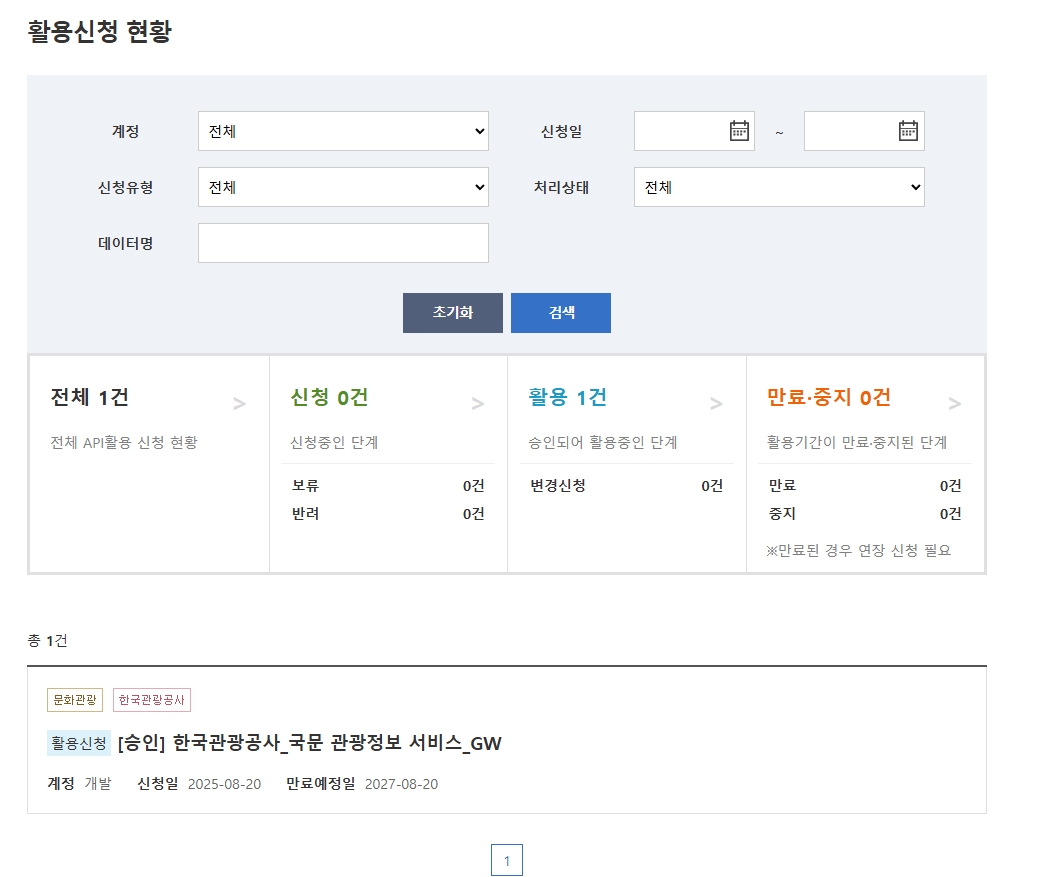 활용신청 현황
계정 전체 신청일 ~
신청유형 전체 처리상태 전체
데이터명
초기화 검색
전체 1건 > 신청 0건 > 활용 1건 > 만료·중지 0건 >
전체 API활용 신청 현황 신청중인 단계 승인되어 활용중인 단계 활용기간이 만료·중지된 단계
보류 0건 변경신청 0건 만료 0건
반려 0건 중지 0건
※만료된 경우 연장 신청 필요
총 1건
문화관광 한국관광공사
활용신청 [승인] 한국관광공사_국문 관광정보 서비스_GW
계정 개발 신청일 2025-08-20 만료예정일 2027-08-20
1